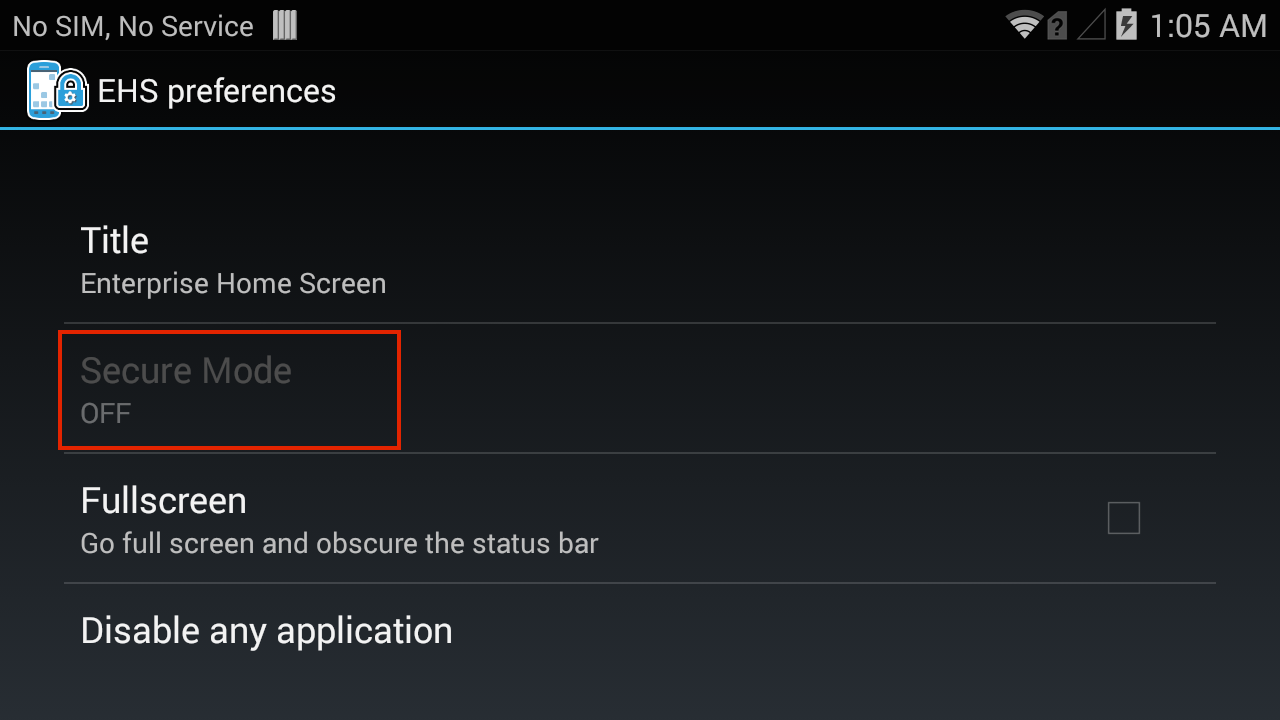 No SIM, No Service
1:05 AM
EHS preferences
Title
Enterprise Home Screen
Secure Mode
OFF
Fullscreen
Go full screen and obscure the status bar
Disable any application